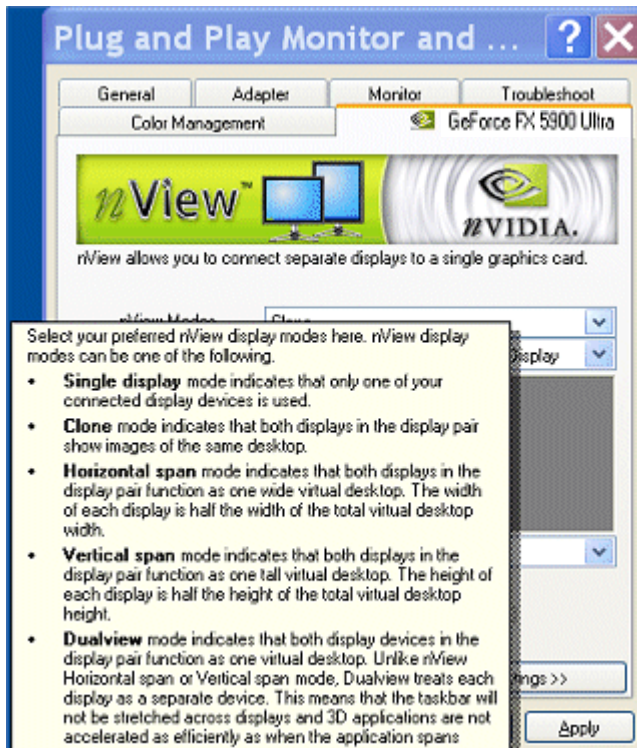 Plug and Play Monitor and ...
General Adapter Monitor Troubleshoot
Color Management GeForce FX 5900 Ultra
nView™
nVIDIA.
nView allows you to connect separate displays to a single graphics card.
nView Modes Clone
Display
Select your preferred nView display modes here. nView display
modes can be one of the following.
• Single display mode indicates that only one of your
connected display devices is used.
• Clone mode indicates that both displays in the display pair
show images of the same desktop.
• Horizontal span mode indicates that both displays in the
display pair function as one wide virtual desktop. The width
of each display is half the width of the total virtual desktop
width.
• Vertical span mode indicates that both displays in the
display pair function as one tall virtual desktop. The height of
each display is half the height of the total virtual desktop
height.
• Dualview mode indicates that both display devices in the
display pair function as one virtual desktop. Unlike nView
Horizontal span or Vertical span mode, Dualview treats each
display as a separate device. This means that the taskbar will
not be stretched across displays and 3D applications are not
accelerated as efficiently as when the application spans
ings >>
Apply